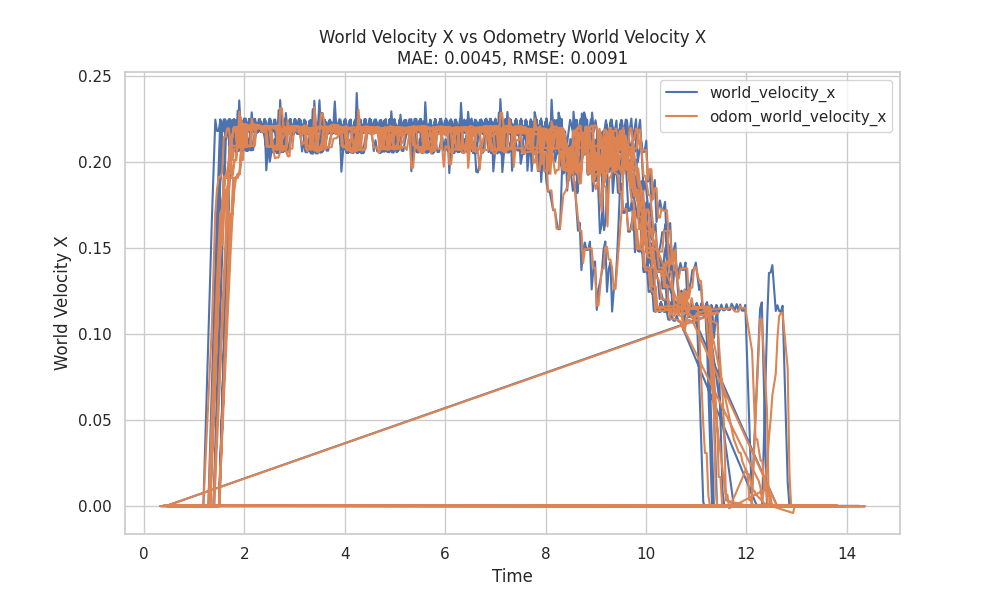 World Velocity X vs Odometry World Velocity X
MAE: 0.0045, RMSE: 0.0091
world_velocity_x
odom_world_velocity_x
World Velocity X
0.25
0.20
0.15
0.10
0.05
0.00
0 2 4 6 8 10 12 14
Time